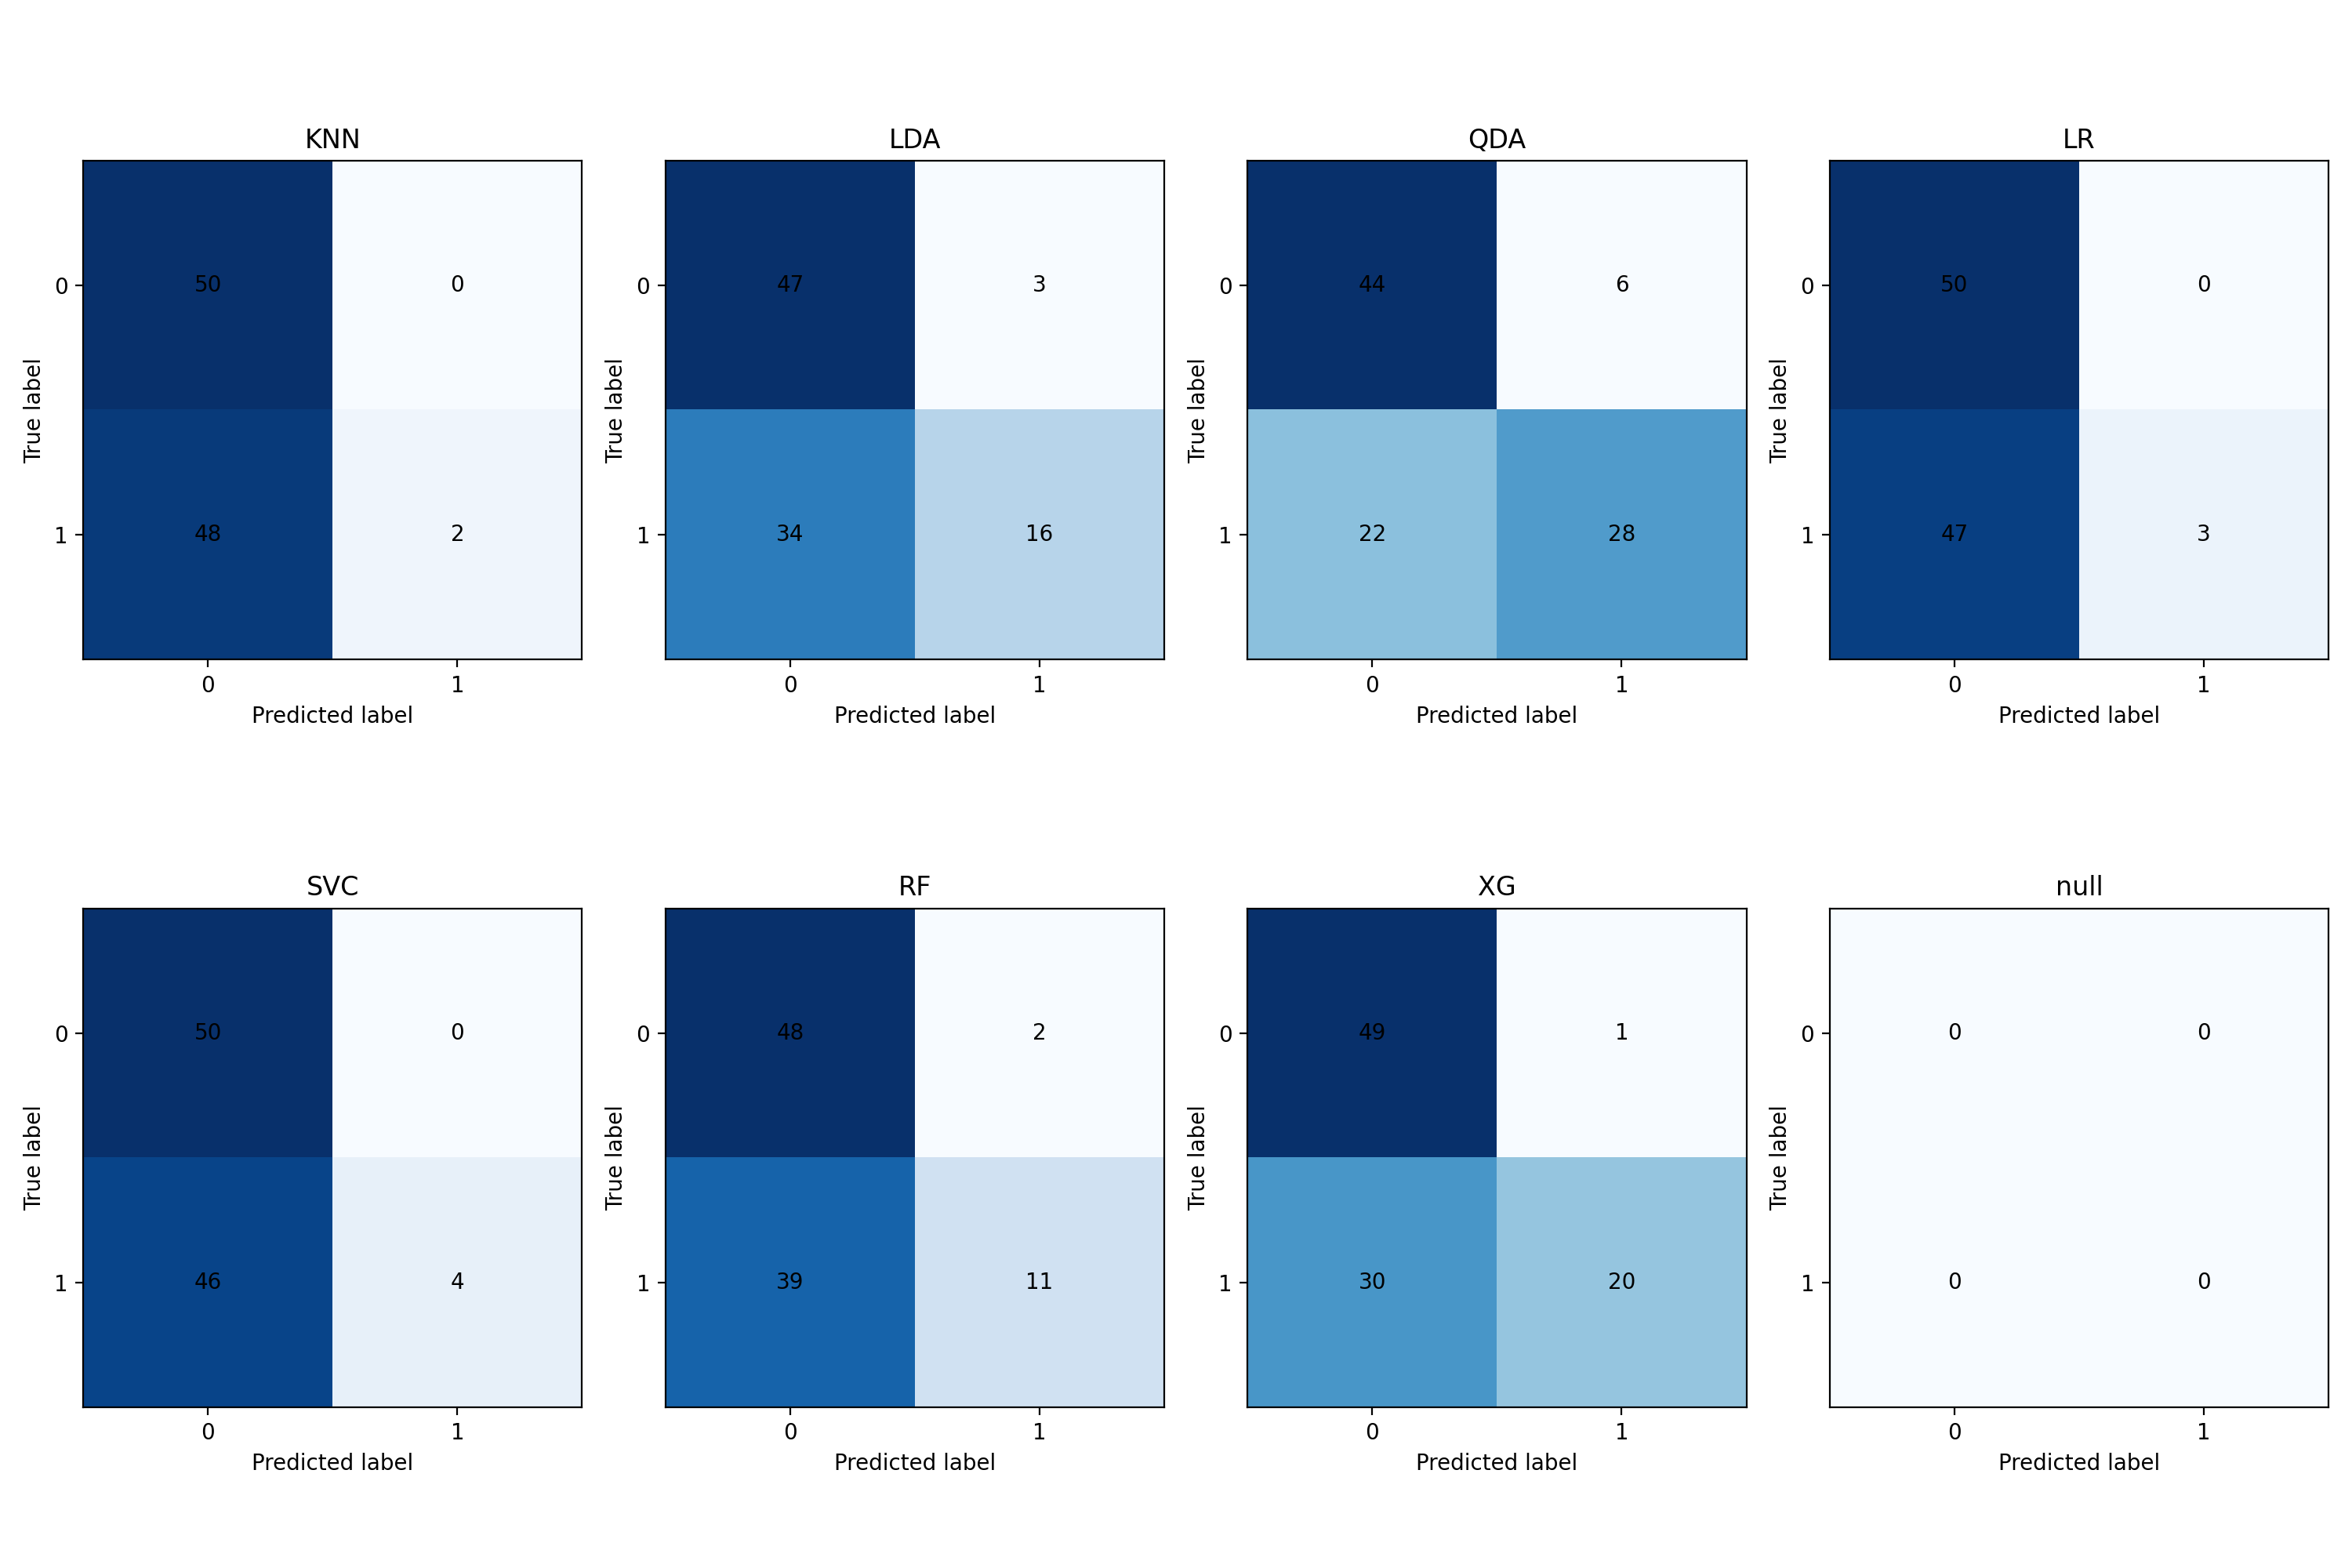 KNN LDA QDA LR
0 50 0 0 47 3 0 44 6 0 50 0
True label True label True label True label
1 48 2 1 34 16 1 22 28 1 47 3
0 1 0 1 0 1 0 1
Predicted label Predicted label Predicted label Predicted label
SVC RF XG null
0 50 0 0 48 2 0 49 1 0 0 0
True label True label True label True label
1 46 4 1 39 11 1 30 20 1 0 0
0 1 0 1 0 1 0 1
Predicted label Predicted label Predicted label Predicted label